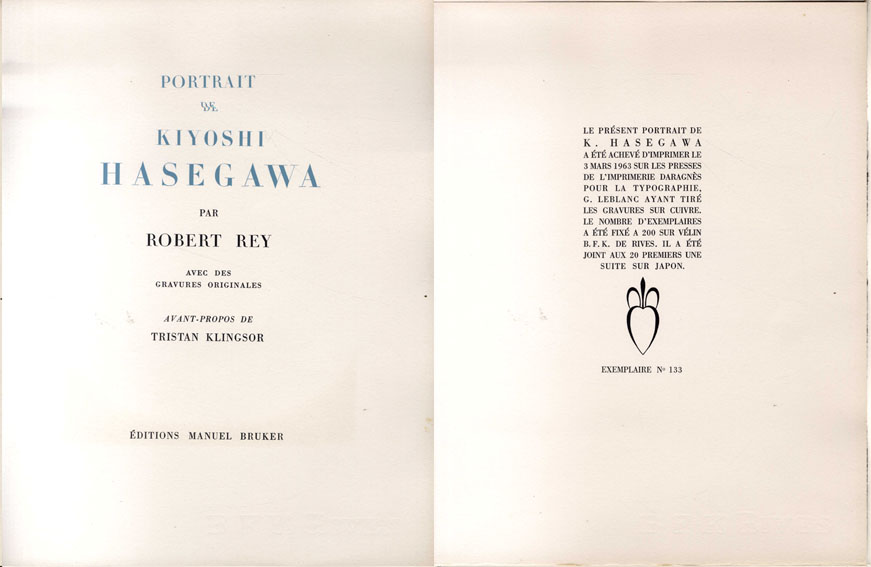 PORTRAIT
DE
KIYOSHI
HASEGAWA
PAR
ROBERT REY
AVEC DES
GRAVURES ORIGINALES
AVANT-PROPOS DE
TRISTAN KLINGSOR
ÉDITIONS MANUEL BRUKER
LE PRÉSENT PORTRAIT DE
K. HASEGAWA
A ÉTÉ ACHEVÉ D'IMPRIMER LE
3 MARS 1963 SUR LES PRESSES
DE L'IMPRIMERIE DARAGNÈS
POUR LA TYPOGRAPHIE,
G. LEBLANC AYANT TIRÉ
LES GRAVURES SUR CUIVRE.
LE NOMBRE D'EXEMPLAIRES
A ÉTÉ FIXÉ A 200 SUR VÉLIN
B.F.K. DE RIVES. IL A ÉTÉ
JOINT AUX 20 PREMIERS UNE
SUITE SUR JAPON.
EXEMPLAIRE Nº 133